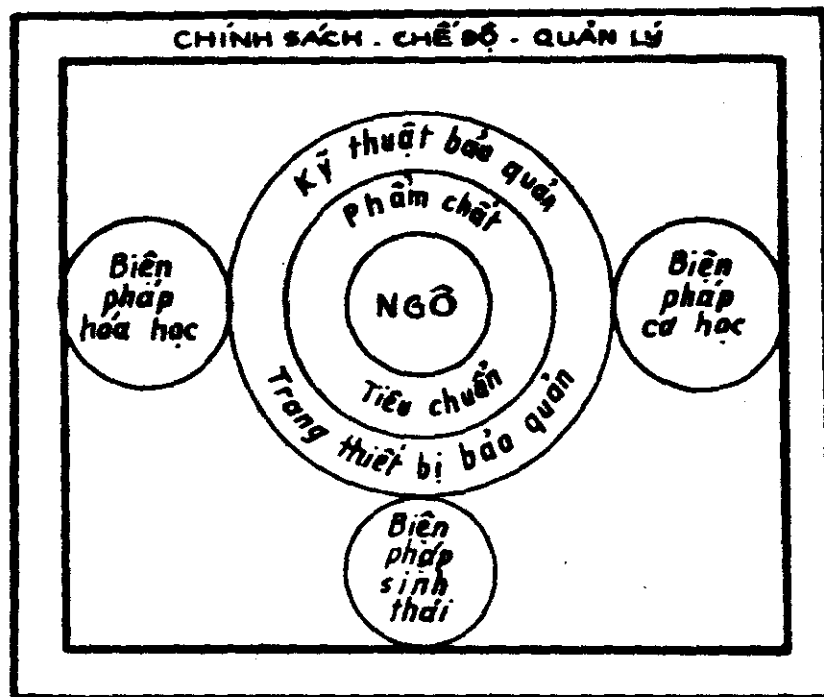 CHÍNH SÁCH - CHẾ ĐỘ - QUẢN LÝ
Kỹ thuật bảo quản
Phẩm chất
NGÔ
Tiêu chuẩn
Trang thiết bị bảo quản
Biện
pháp
hóa học
Biện
pháp
cơ học
Biện
pháp
sinh
thái